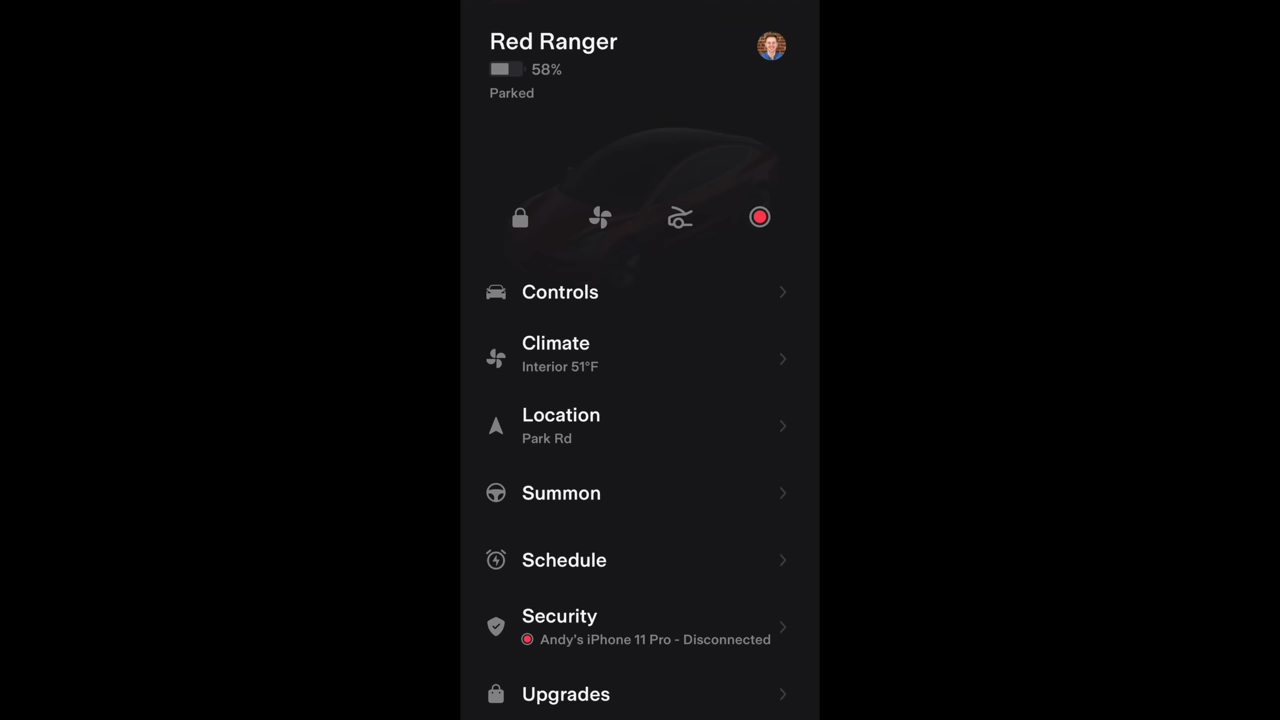 Red Ranger
58%
Parked
Controls
Climate
Interior 51°F
Location
Park Rd
Summon
Schedule
Security
Andy's iPhone 11 Pro - Disconnected
Upgrades